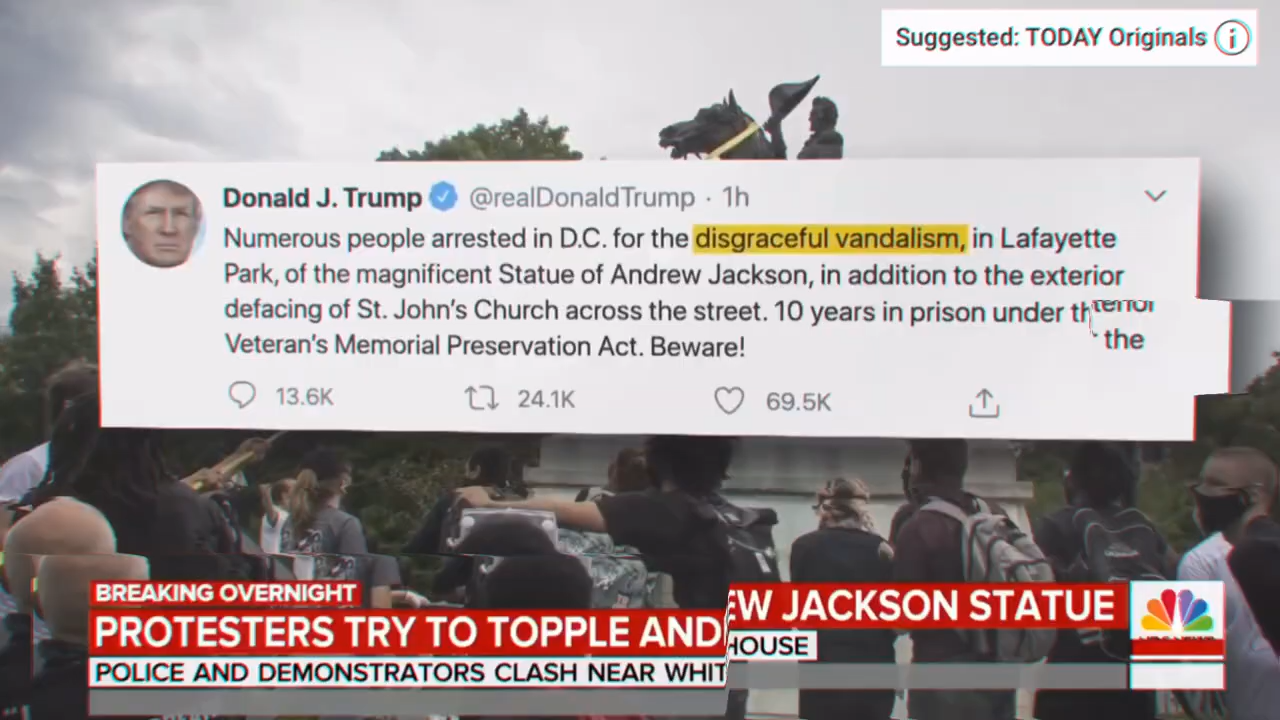 Suggested: TODAY Originals
Donald J. Trump @realDonaldTrump · 1h
Numerous people arrested in D.C. for the disgraceful vandalism, in Lafayette
Park, of the magnificent Statue of Andrew Jackson, in addition to the exterior
defacing of St. John's Church across the street. 10 years in prison under the
Veteran's Memorial Preservation Act. Beware!
13.6K 24.1K 69.5K
BREAKING OVERNIGHT
PROTESTERS TRY TO TOPPLE AND EW JACKSON STATUE
POLICE AND DEMONSTRATORS CLASH NEAR WHIT HOUSE